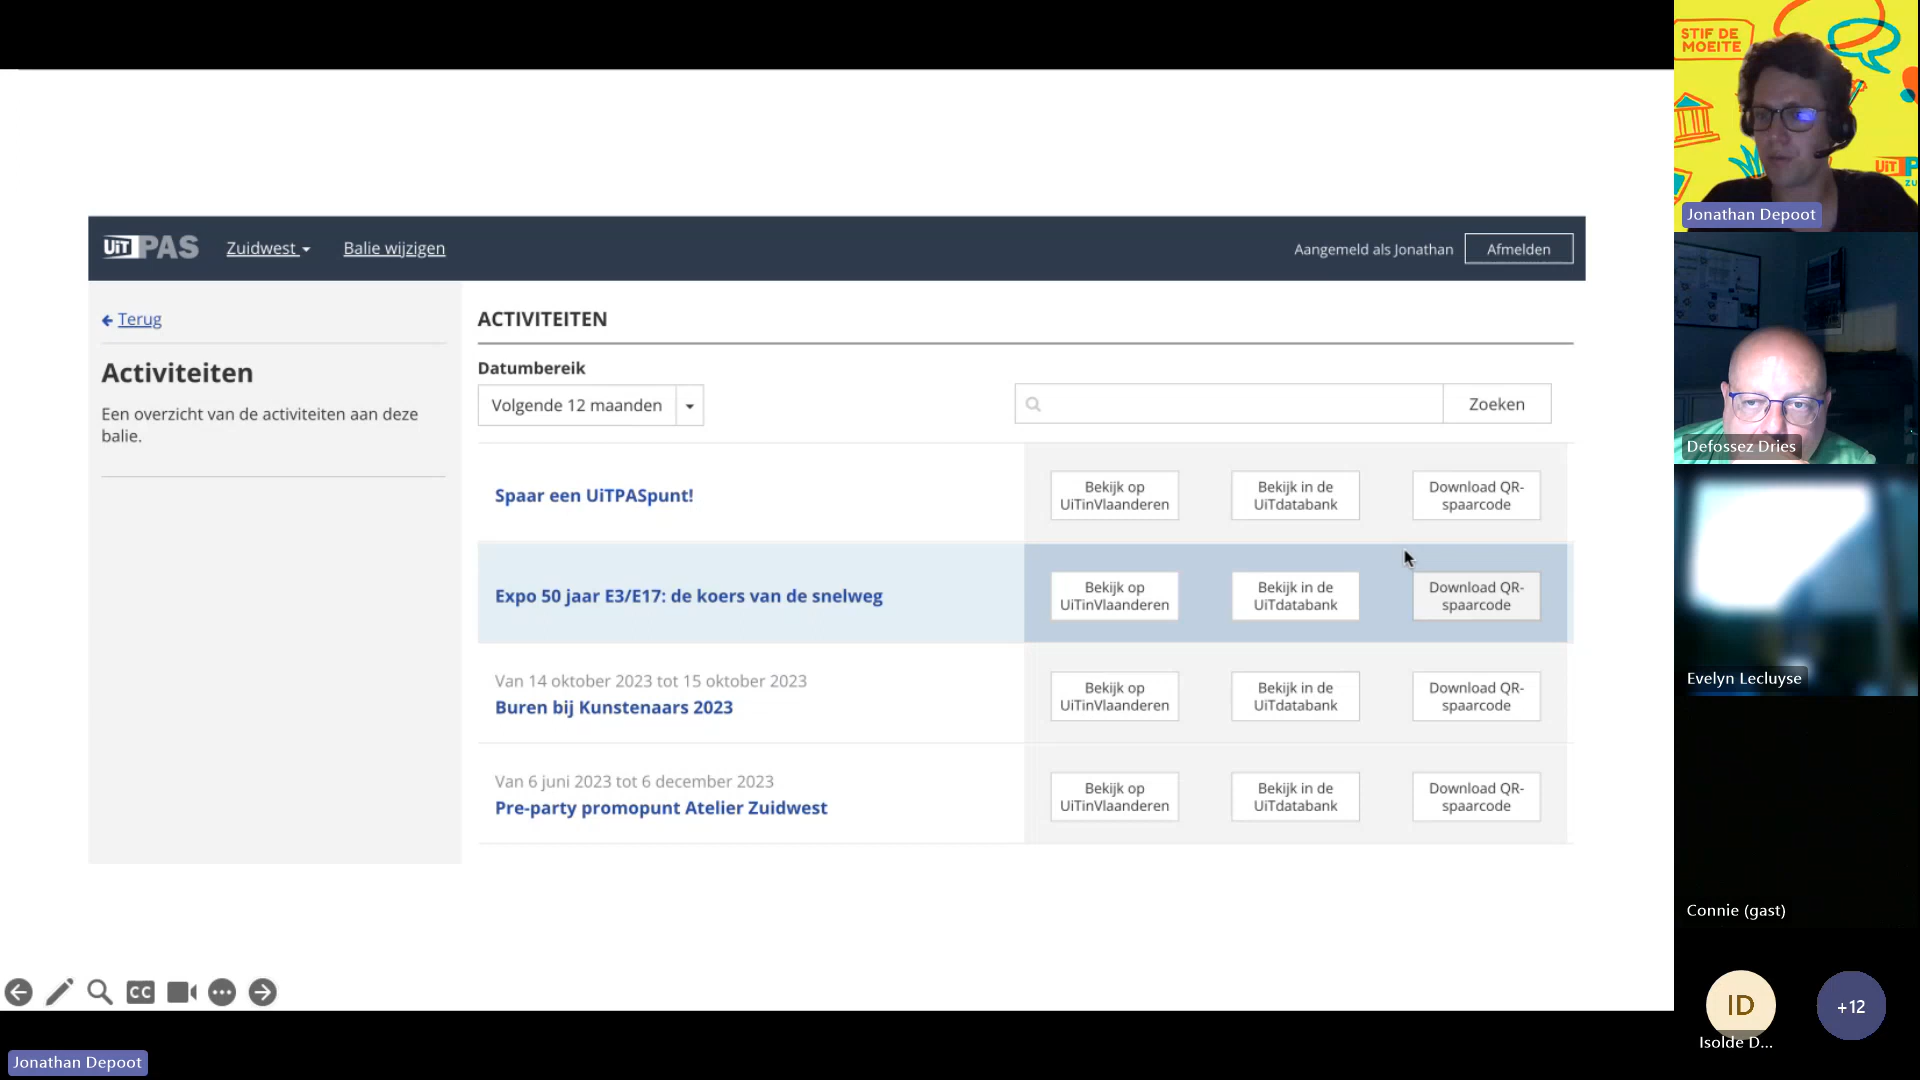 STIF DE
MOEITE
UiTPAS
Zuidwest
Balie wijzigen
Aangemeld als Jonathan
Afmelden
Terug
Activiteiten
Een overzicht van de activiteiten aan deze
balie.
ACTIVITEITEN
Datumbereik
Volgende 12 maanden
Zoeken
Spaar een UiTPASpunt!
Bekijk op
UiTinVlaanderen
Bekijk in de
UiTdatabank
Download QR-
spaarcode
Expo 50 jaar E3/E17: de koers van de snelweg
Bekijk op
UiTinVlaanderen
Bekijk in de
UiTdatabank
Download QR-
spaarcode
Van 14 oktober 2023 tot 15 oktober 2023
Buren bij Kunstenaars 2023
Bekijk op
UiTinVlaanderen
Bekijk in de
UiTdatabank
Download QR-
spaarcode
Van 6 juni 2023 tot 6 december 2023
Pre-party promopunt Atelier Zuidwest
Bekijk op
UiTinVlaanderen
Bekijk in de
UiTdatabank
Download QR-
spaarcode
CC
Jonathan Depoot
Jonathan Depoot
Defossez Dries
Evelyn Lecluyse
Connie (gast)
ID
Isolde D...
+12